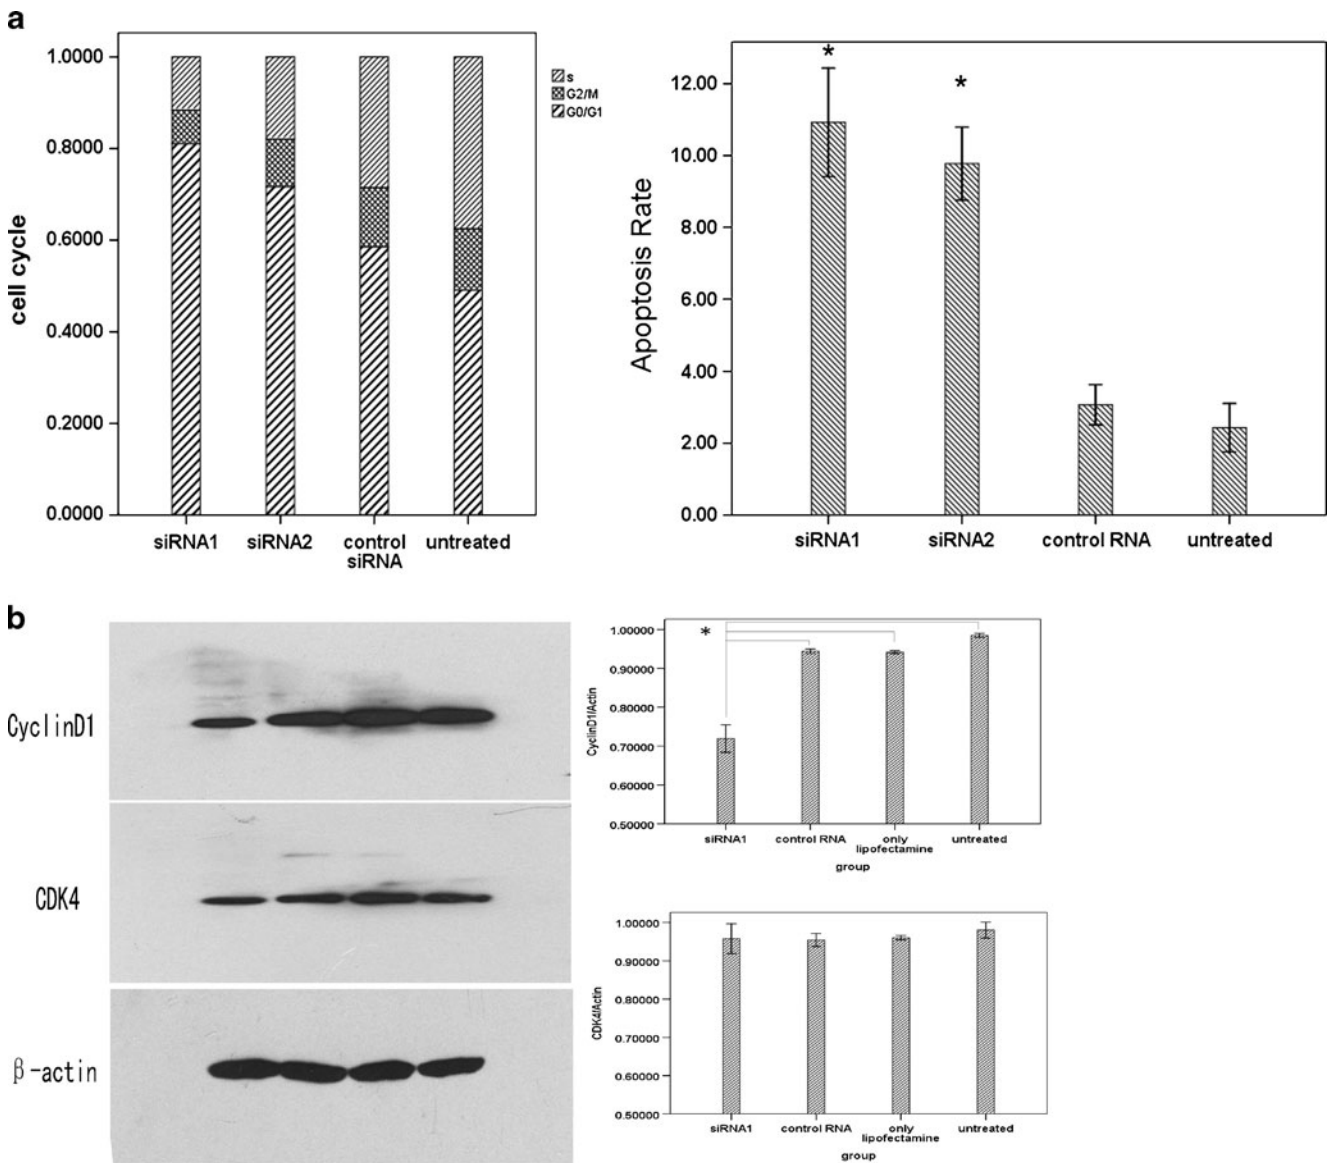 a
1.0000
0.8000
0.6000
0.4000
0.2000
0.0000
cell cycle
siRNA1 siRNA2 control siRNA untreated
s
G2/M
G0/G1
12.00
10.00
8.00
6.00
4.00
2.00
0.00
Apoptosis Rate
* *
siRNA1 siRNA2 control RNA untreated
b
CyclinD1
CDK4
β-actin
1.00000
0.90000
0.80000
0.70000
0.60000
0.50000
CyclinD1/Actin
*
siRNA1 control RNA only lipofectamine untreated
group
1.00000
0.90000
0.80000
0.70000
0.60000
0.50000
CDK4/Actin
siRNA1 control RNA only lipofectamine untreated
group